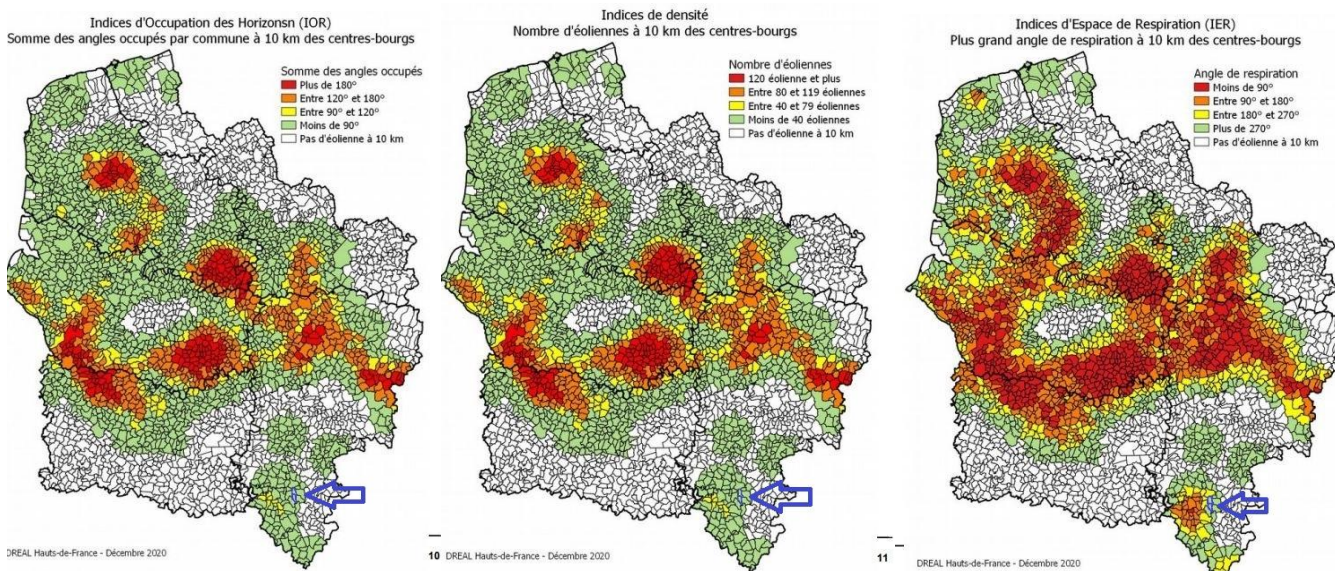 Indices d'Occupation des Horizonsn (IOR)
Somme des angles occupés par commune à 10 km des centres-bourgs
Somme des angles occupés
Plus de 180°
Entre 120° et 180°
Entre 90° et 120°
Moins de 90°
Pas d'éolienne à 10 km
DREAL Hauts-de-France - Décembre 2020
Indices de densité
Nombre d'éoliennes à 10 km des centres-bourgs
Nombre d'éoliennes
120 éolienne et plus
Entre 80 et 119 éoliennes
Entre 40 et 79 éoliennes
Moins de 40 éoliennes
Pas d'éolienne à 10 km
10 DREAL Hauts-de-France - Décembre 2020
Indices d'Espace de Respiration (IER)
Plus grand angle de respiration à 10 km des centres-bourgs
Angle de respiration
Moins de 90°
Entre 90° et 180°
Entre 180° et 270°
Plus de 270°
Pas d'éolienne à 10 km
11 DREAL Hauts-de-France - Décembre 2020